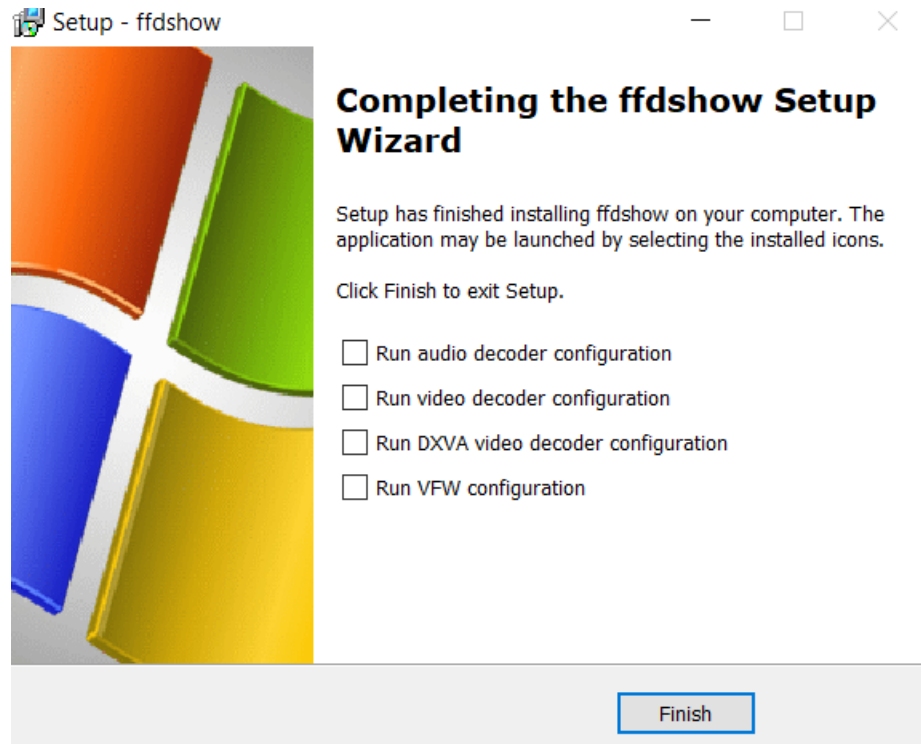 Setup - ffdshow
Completing the ffdshow Setup
Wizard
Setup has finished installing ffdshow on your computer. The
application may be launched by selecting the installed icons.
Click Finish to exit Setup.
Run audio decoder configuration
Run video decoder configuration
Run DXVA video decoder configuration
Run VFW configuration
Finish